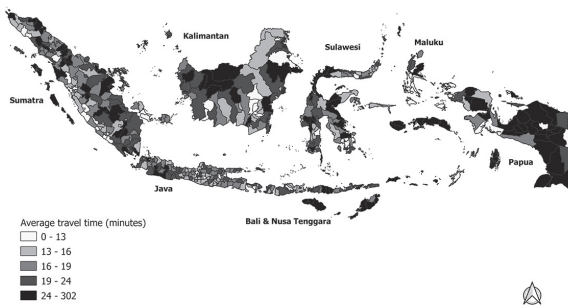 Kalimantan
Maluku
Sulawesi
Sumatra
Papua
Java
Bali & Nusa Tenggara
Average travel time (minutes)
0 - 13
13 - 16
16 - 19
19 - 24
24 - 302